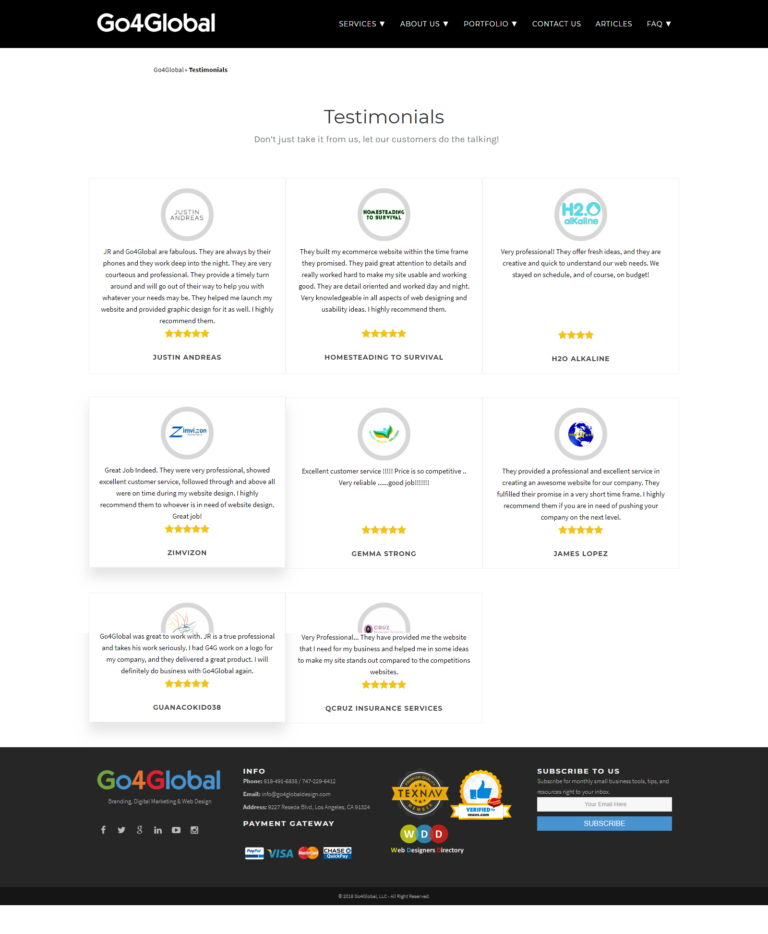 Go4Global
SERVICES ▼ ABOUT US ▼ PORTFOLIO ▼ CONTACT US ARTICLES FAQ ▼
Go4Global » Testimonials
Testimonials
Don't just take it from us, let our customers do the talking!
JUSTIN
ANDREAS
JR and Go4Global are fabulous. They are always by their
phones and they work deep into the night. They are very
courteous and professional. They provide a timely turn
around and will go out of their way to help you with
whatever your needs may be. They helped me launch my
website and provided graphic design for it as well. I highly
recommend them.
JUSTIN ANDREAS
HOMESTEADING
TO SURVIVAL
They built my ecommerce website within the time frame
they promised. They paid great attention to details and
really worked hard to make my site usable and working
good. They are detail oriented and worked day and night.
Very knowledgeable in all aspects of web designing and
usability ideas. I highly recommend them.
HOMESTEADING TO SURVIVAL
H2O
alKaline
Very professional! They offer fresh ideas, and they are
creative and quick to understand our web needs. We
stayed on schedule, and of course, on budget!
H2O ALKALINE
Zimvizon
Great Job Indeed. They were very professional, showed
excellent customer service, followed through and above all
were on time during my website design. I highly
recommend them to whoever is in need of website design.
Great job!
ZIMVIZON
Excellent customer service !!!!! Price is so competitive ..
Very reliable ......good job!!!!!!!
GEMMA STRONG
They provided a professional and excellent service in
creating an awesome website for our company. They
fulfilled their promise in a very short time frame. I highly
recommend them if you are in need of pushing your
company on the next level.
JAMES LOPEZ
Go4Global was great to work with. JR is a true professional
and takes his work seriously. I had G4G work on a logo for
my company, and they delivered a great product. I will
definitely do business with Go4Global again.
GUANACOKID038
CRUZ
Very Professional... They have provided me the website
that I need for my business and helped me in some ideas
to make my site stands out compared to the competitions
websites.
QCRUZ INSURANCE SERVICES
Go4Global
Branding, Digital Marketing & Web Design
INFO
Phone: 818-491-6838 / 747-229-8412
Email: info@go4globaldesign.com
Address: 9227 Reseda Blvd, Los Angeles, CA 91324
PAYMENT GATEWAY
PayPal VISA MasterCard CHASE QuickPay
TEXNAV
MEMBER
VERIFIED
WDD
Web Designers Directory
SUBSCRIBE TO US
Subscribe for monthly small business tools, tips, and
resources right to your inbox.
Your Email Here
SUBSCRIBE
© 2018 Go4Global, LLC - All Right Reserved.